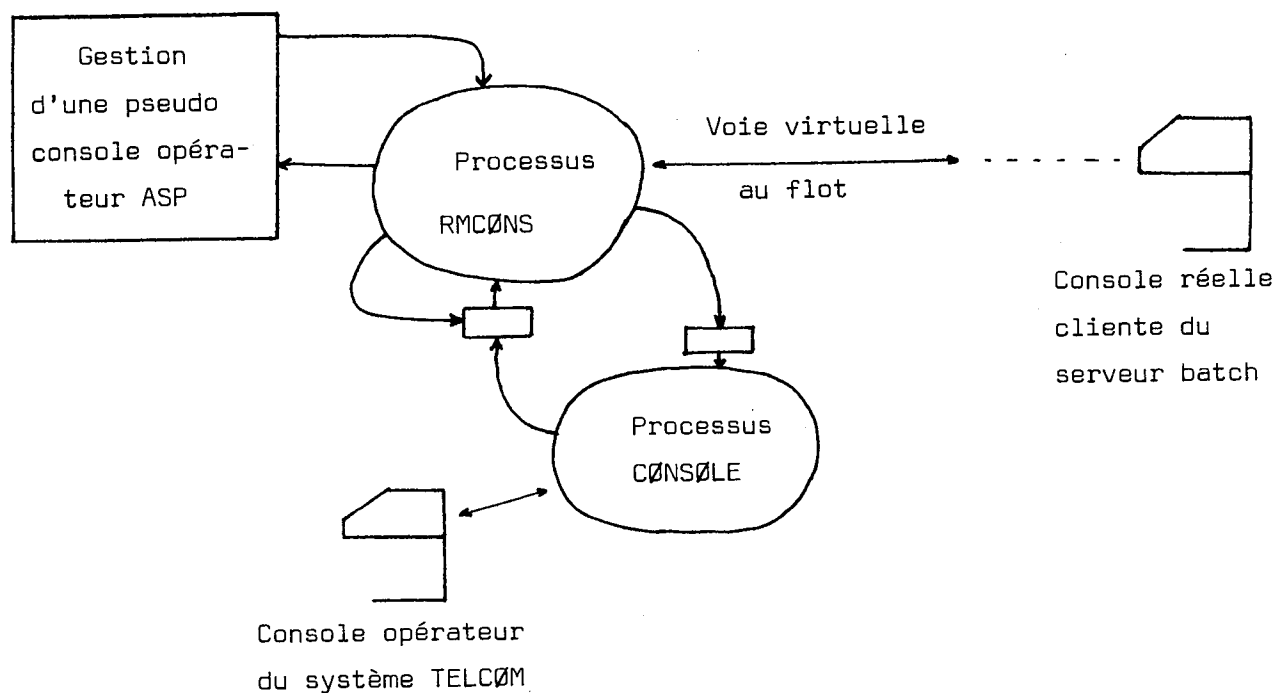 Gestion
d'une pseudo
console opéra-
teur ASP
Processus
RMCØNS
Voie virtuelle
au flot
Console réelle
cliente du
serveur batch
Processus
CØNSØLE
Console opérateur
du système TELCØM